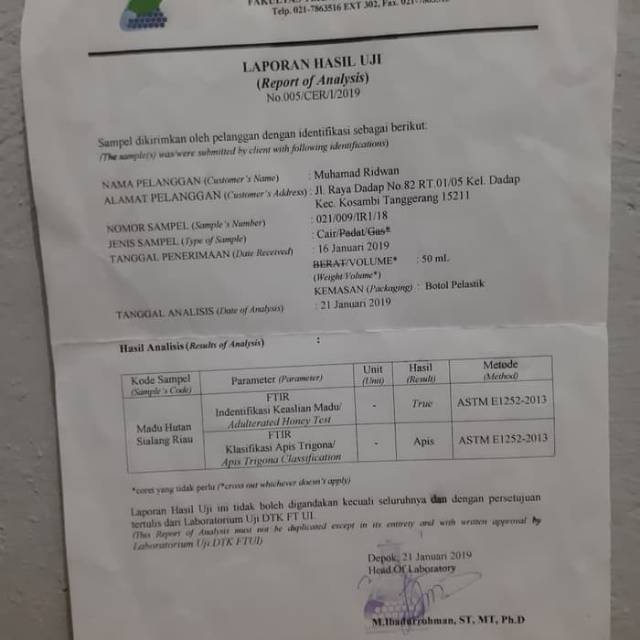 Telp. 021-7863516 EXT 302, Fax.
LAPORAN HASIL UJI
(Report of Analysis)
No.005/CER/I/2019
Sampel dikirimkan oleh pelanggan dengan identifikasi sebagai berikut:
(The sample(s) was/were submitted by client with following identifications)
NAMA PELANGGAN (Customer's Name) : Muhamad Ridwan
ALAMAT PELANGGAN (Customer's Address) : Jl. Raya Dadap No.82 RT.01/05 Kel. Dadap
Kec. Kosambi Tanggerang 15211
NOMOR SAMPEL (Sample's Number) : 021/009/IR1/18
JENIS SAMPEL (Type of Sample) : Cair/Padat/Gas*
TANGGAL PENERIMAAN (Date Received) : 16 Januari 2019
BERAT/VOLUME* : 50 mL
(Weight/Volume*)
KEMASAN (Packaging) : Botol Pelastik
TANGGAL ANALISIS (Date of Analysis) : 21 Januari 2019
Hasil Analisis (Results of Analysis) :
Kode Sampel (Sample's Code) Parameter (Parameter) Unit (Unit) Hasil (Result) Metode (Method)
Madu Hutan Sialang Riau
FTIR
Indentifikasi Keaslian Madu/
Adulterated Honey Test - True ASTM E1252-2013
FTIR
Klasifikasi Apis Trigona/
Apis Trigona Classification - Apis ASTM E1252-2013
*coret yang tidak perlu (*cross out whichever doesn't apply)
Laporan Hasil Uji ini tidak boleh digandakan kecuali seluruhnya dan dengan persetujuan
tertulis dari Laboratorium Uji DTK FT UI.
(This Report of Analysis must not be duplicated except in its entirety and with written approval by
Laboratorium Uji DTK FTUI)
Depok, 21 Januari 2019
Head Of Laboratory
M.Ibadurrohman, ST, MT, Ph.D